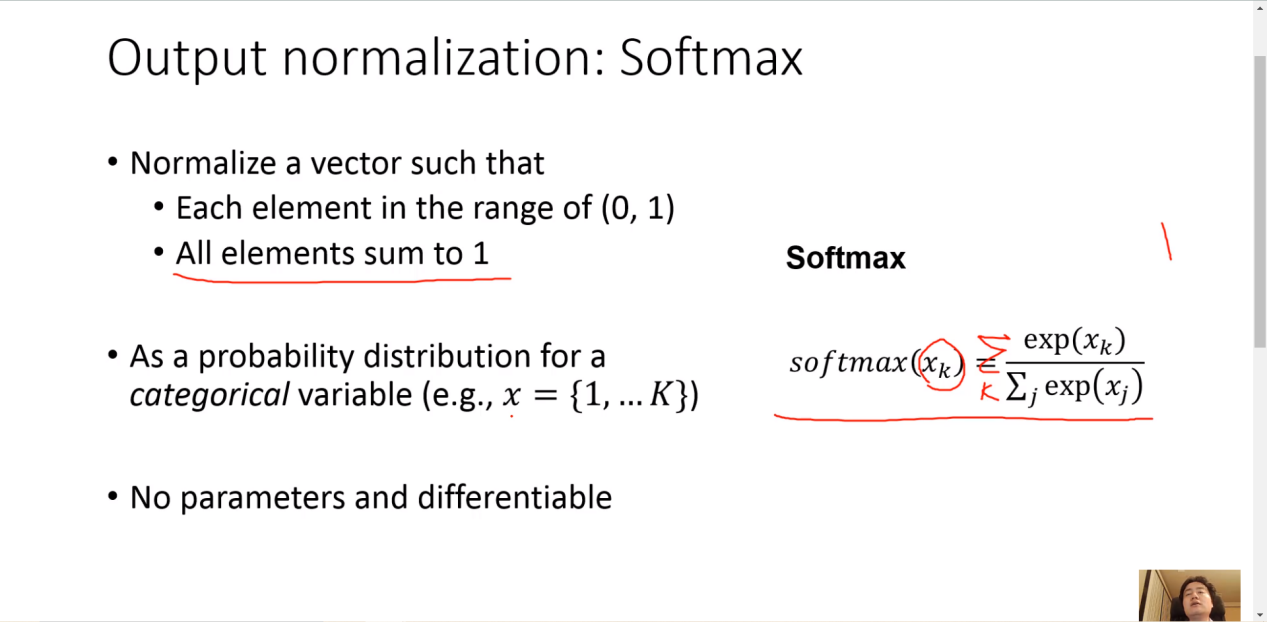 Output normalization: Softmax
• Normalize a vector such that
• Each element in the range of (0, 1)
• All elements sum to 1
• As a probability distribution for a
categorical variable (e.g., x = {1, … K})
• No parameters and differentiable
Softmax
softmax(x_k) = exp(x_k) / ∑_j exp(x_j)
∑
K
\